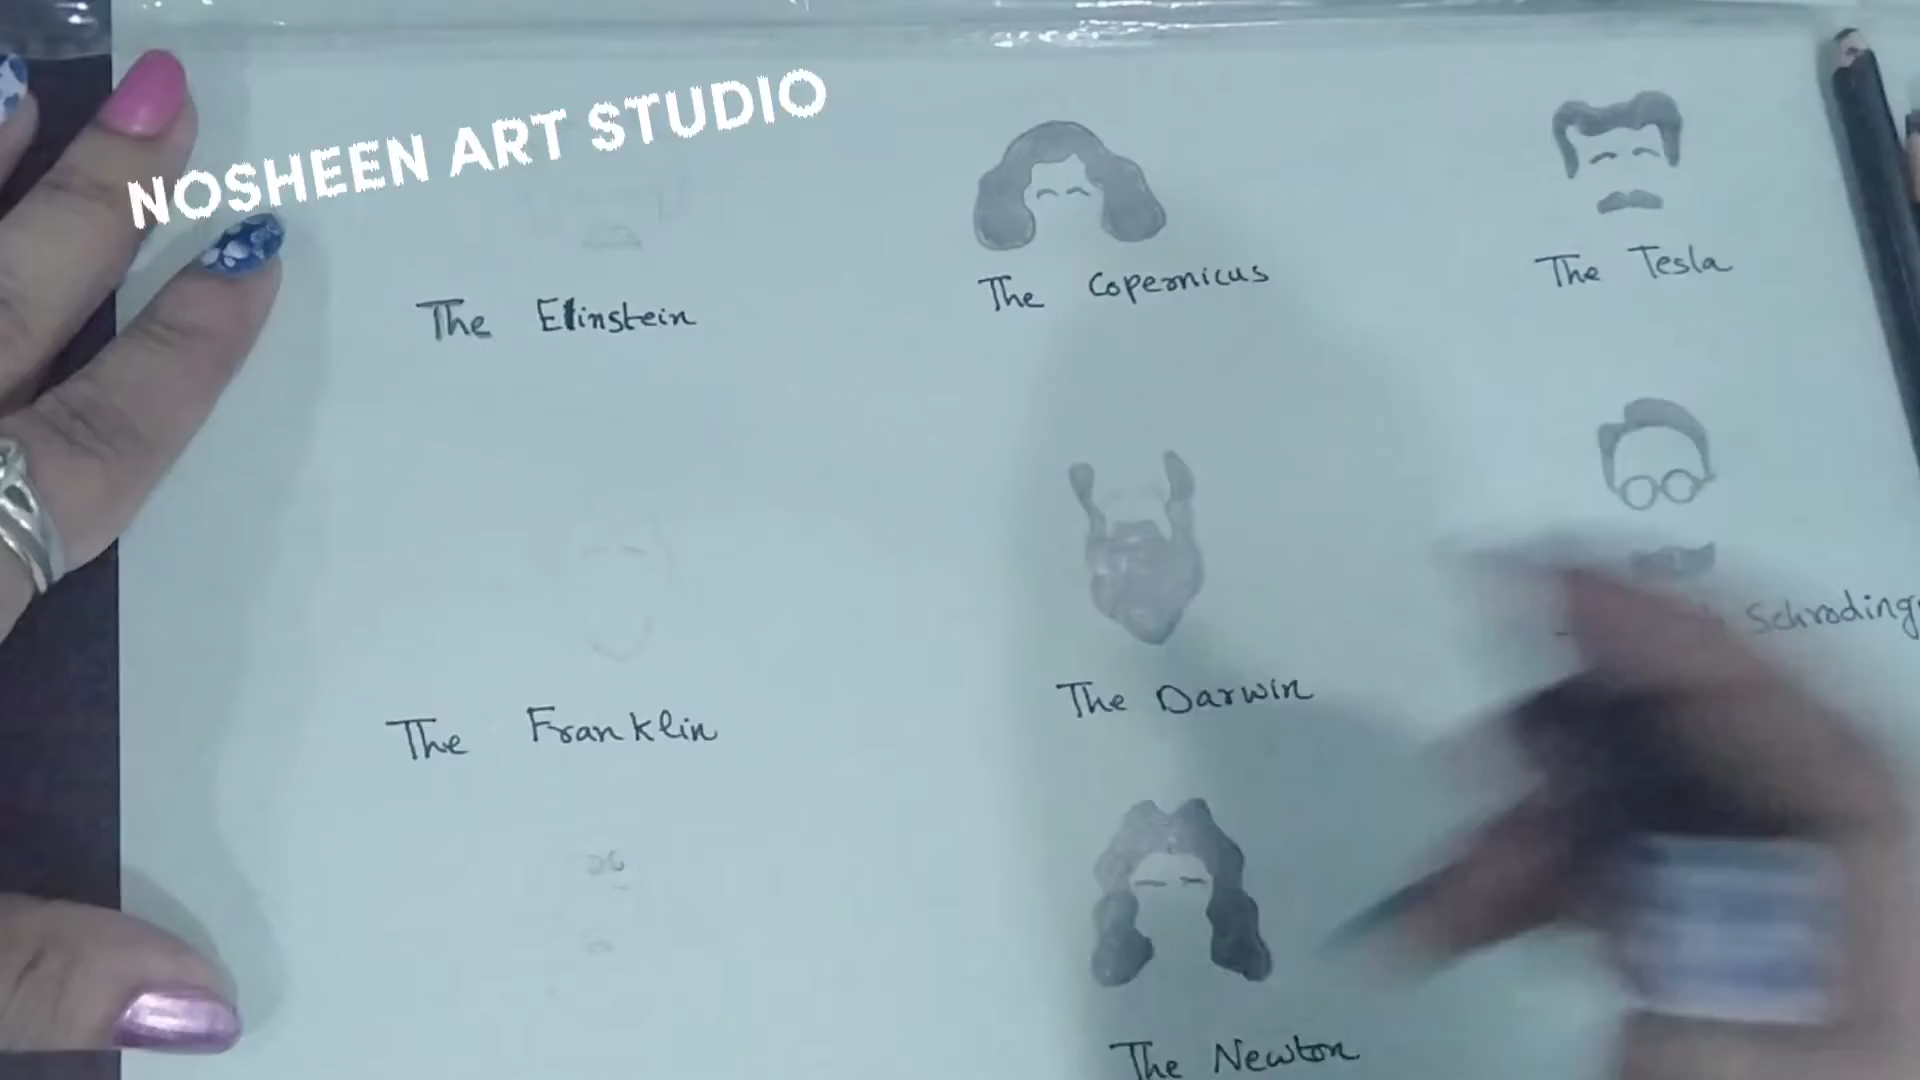 NOSHEEN ART STUDIO
The Copernicus
The Tesla
The Elinstein
Schroding
The Darwin
The Franklin
The Newton